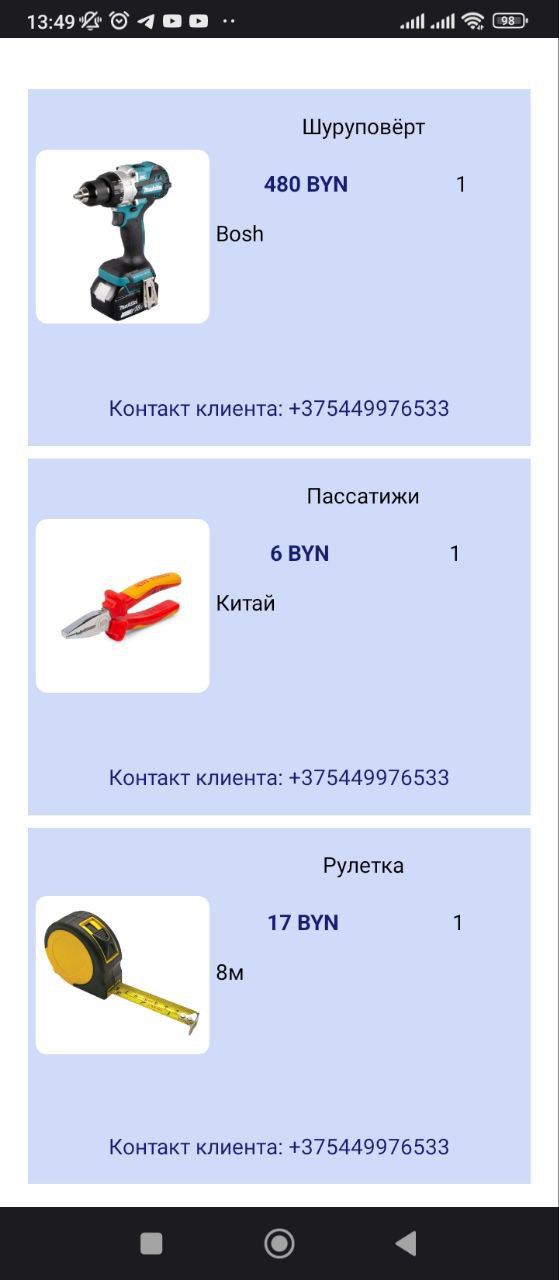 13:49
98
Шуруповёрт
480 BYN 1
Bosh
Makita
Контакт клиента: +375449976533
Пассатижи
6 BYN 1
Китай
Контакт клиента: +375449976533
Рулетка
17 BYN 1
8м
Контакт клиента: +375449976533